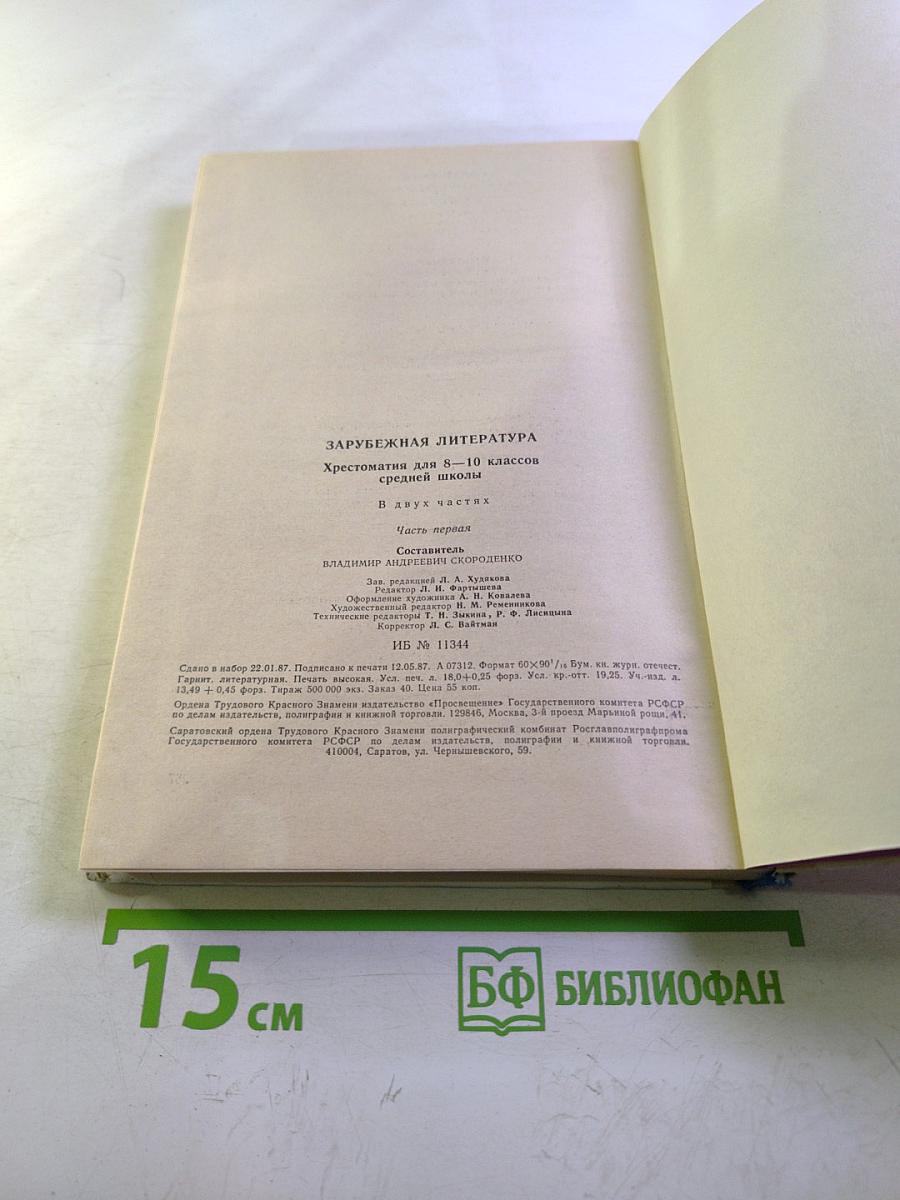 ЗАРУБЕЖНАЯ ЛИТЕРАТУРА
Хрестоматия для 8—10 классов
средней школы
В двух частях
Часть первая
Составитель
ВЛАДИМИР АНДРЕЕВИЧ СКОРОДЕНКО
Зав. редакцией Л. А. Худякова
Редактор Л. И. Фартышева
Оформление художника А. Н. Ковалева
Художественный редактор Н. М. Ременникова
Технические редакторы Т. Н. Зыкина, Р. Ф. Лисицына
Корректор Л. С. Вайтман
ИБ № 11344
Сдано в набор 22.01.87. Подписано к печати 12.05.87. А 07312. Формат 60×90¹/₁₆ Бум. кн. журн. отечест.
Гарнит. литературная. Печать высокая. Усл. печ. л. 18,0+0,25 форз. Усл. кр.-отт. 19,25. Уч.-изд. л.
13,49 + 0,45 форз. Тираж 500 000 экз. Заказ 40. Цена 55 коп.
Ордена Трудового Красного Знамени издательство «Просвещение» Государственного комитета РСФСР
по делам издательств, полиграфии и книжной торговли. 129846, Москва, 3-й проезд Марьиной рощи, 41.
Саратовский ордена Трудового Красного Знамени полиграфический комбинат Росглавполиграфпрома
Государственного комитета РСФСР по делам издательств, полиграфии и книжной торговли.
410004, Саратов, ул. Чернышевского, 59.
15 см
БФ БИБЛИОФАН